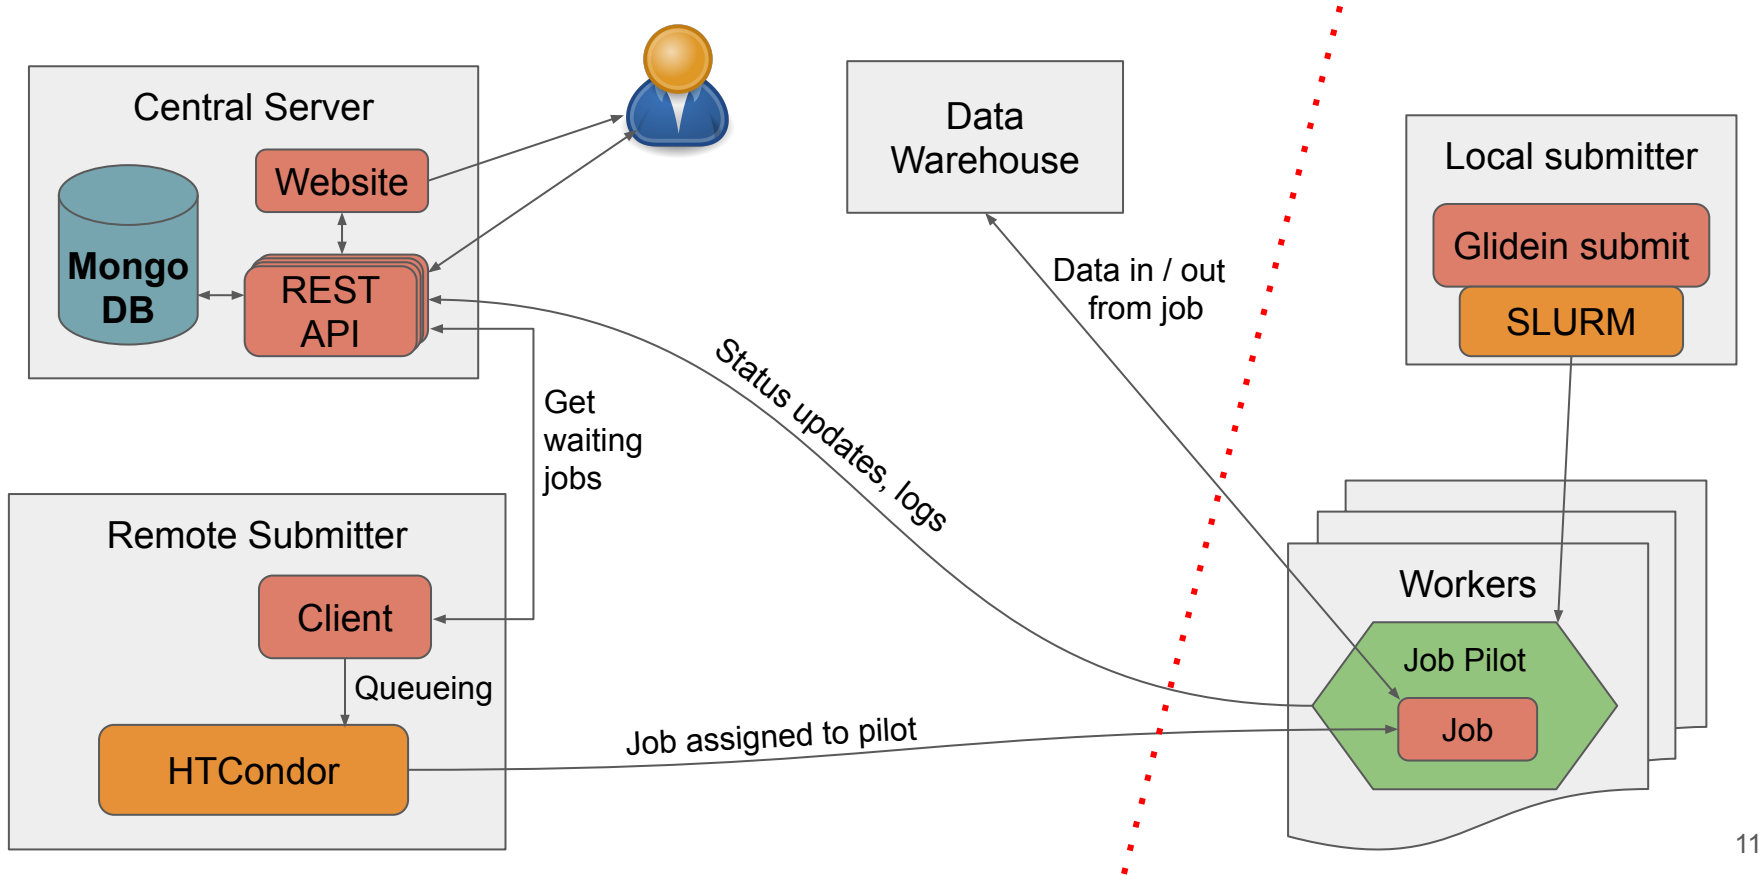 Central Server
Website
Mongo
DB
REST
API
Data
Warehouse
Local submitter
Glidein submit
SLURM
Data in / out
from job
Status updates, logs
Get
waiting
jobs
Remote Submitter
Client
Queueing
HTCondor
Job assigned to pilot
Workers
Job Pilot
Job
11